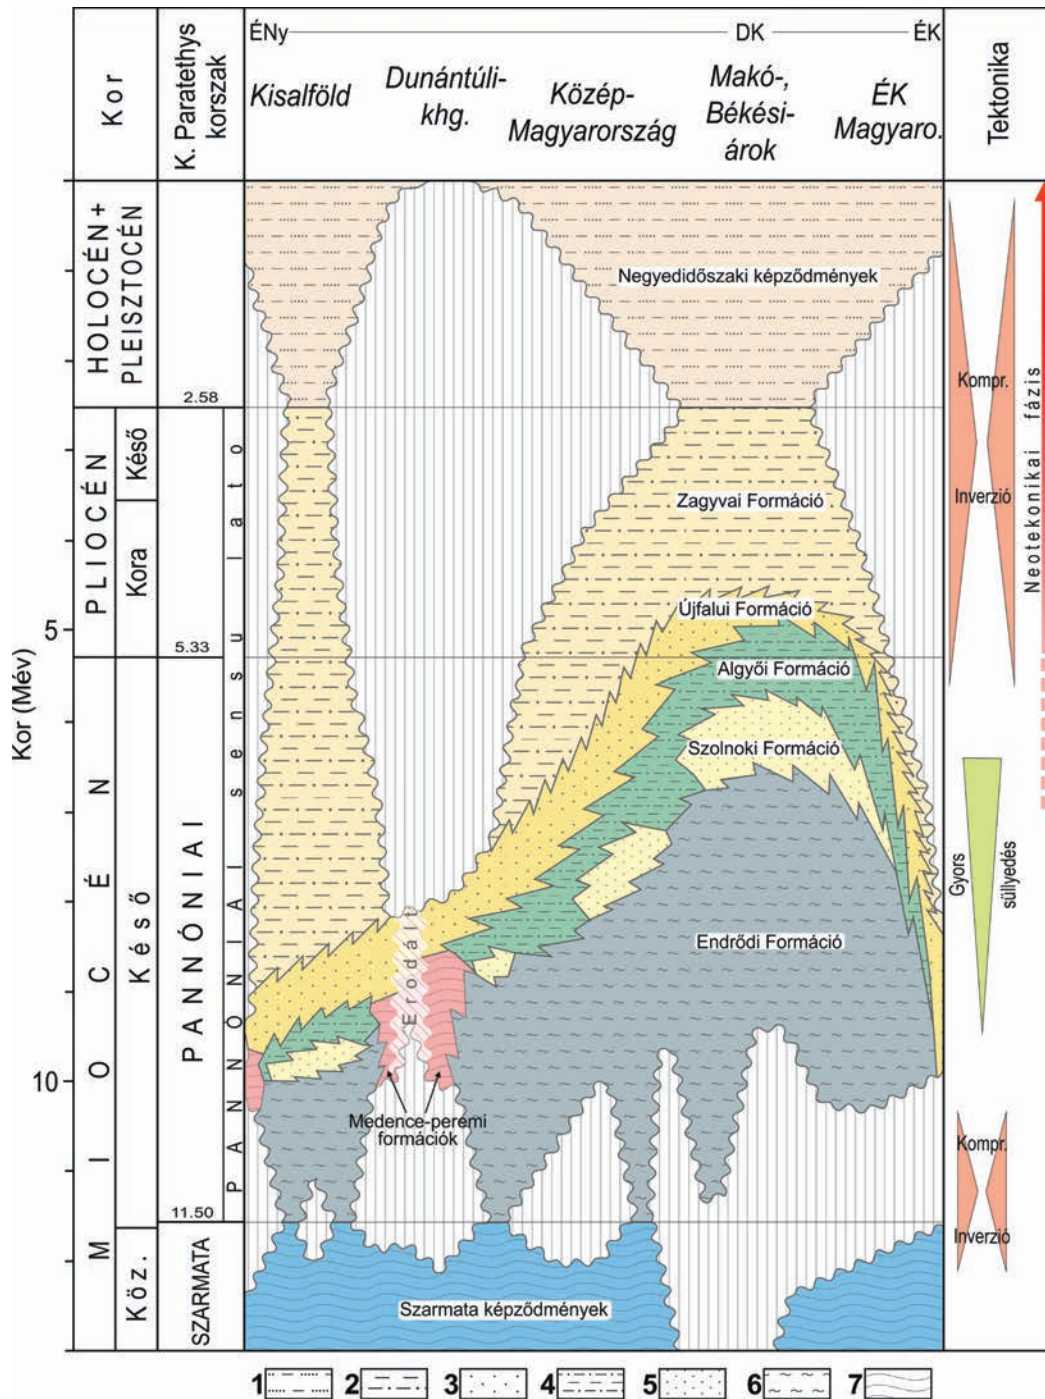 Kor
K. Paratethys
korszak
ÉNy
DK
ÉK
Kisalföld
Dunántúli-
khg.
Közép-
Magyarország
Makó-,
Békési-
árok
ÉK
Magyaro.
Tektonika
HOLOCÉN+
PLEISZTOCÉN
2.58
Negyedidőszaki képződmények
Kompr.
Neotekonikai fázis
PLIOCÉN
Késő
Kora
Zagyvai Formáció
Inverzió
5
5.33
Újfalui Formáció
Algyői Formáció
Szolnoki Formáció
Kor (Mév)
MIOCÉN
Késő
PANNÓNIAI
PANNÓNIAI sensu lato
Gyors
süllyedés
Endrődi Formáció
Erodált
10
Medence-peremi
formációk
Kompr.
11.50
Inverzió
Köz.
SZARMATA
Szarmata képződmények
1 2 3 4 5 6 7